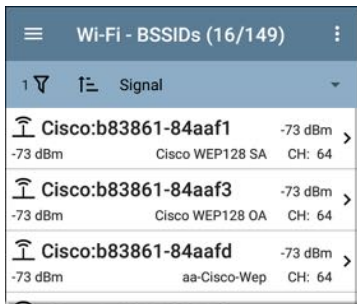 Wi-Fi - BSSIDs (16/149)
1 Signal
Cisco:b83861-84aaf1 -73 dBm
-73 dBm Cisco WEP128 SA CH: 64
Cisco:b83861-84aaf3 -73 dBm
-73 dBm Cisco WEP128 OA CH: 64
Cisco:b83861-84aafd -73 dBm
-73 dBm aa-Cisco-Wep CH: 64